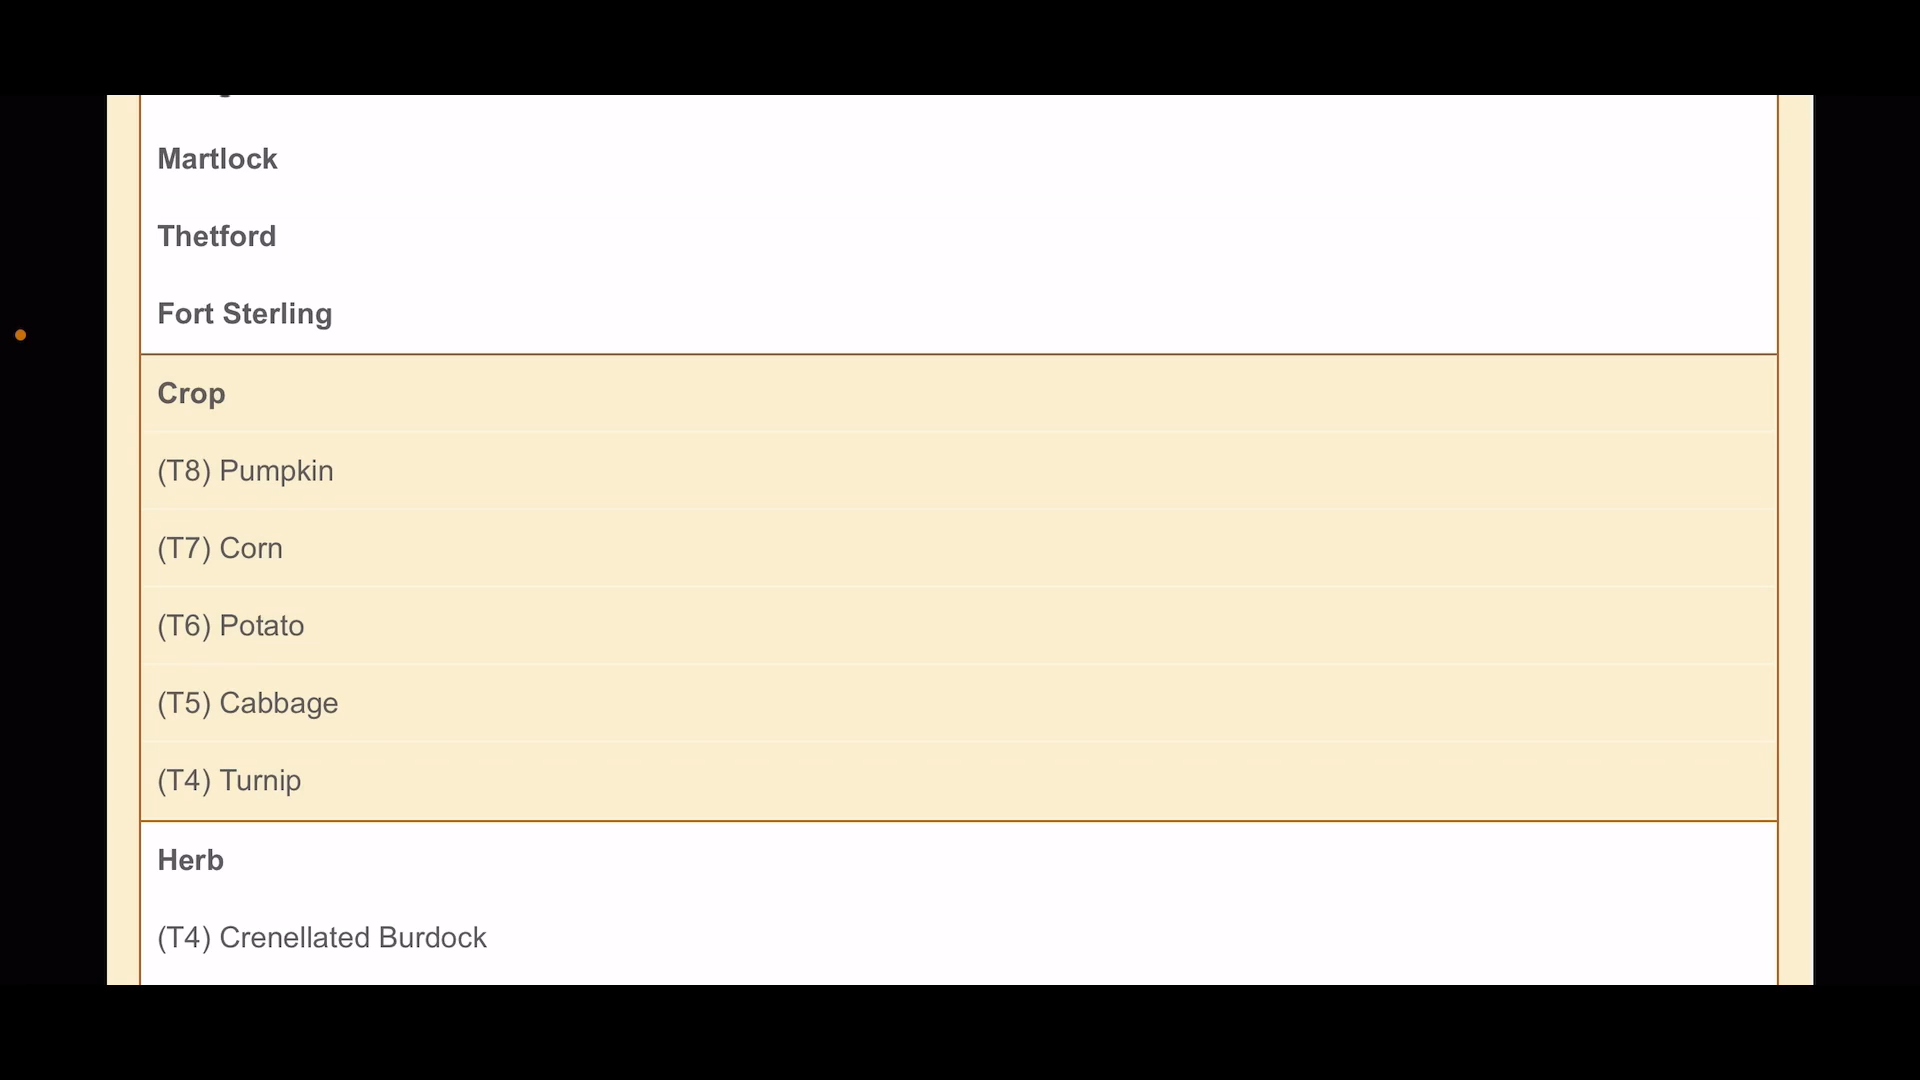 Martlock
Thetford
Fort Sterling
Crop
(T8) Pumpkin
(T7) Corn
(T6) Potato
(T5) Cabbage
(T4) Turnip
Herb
(T4) Crenellated Burdock